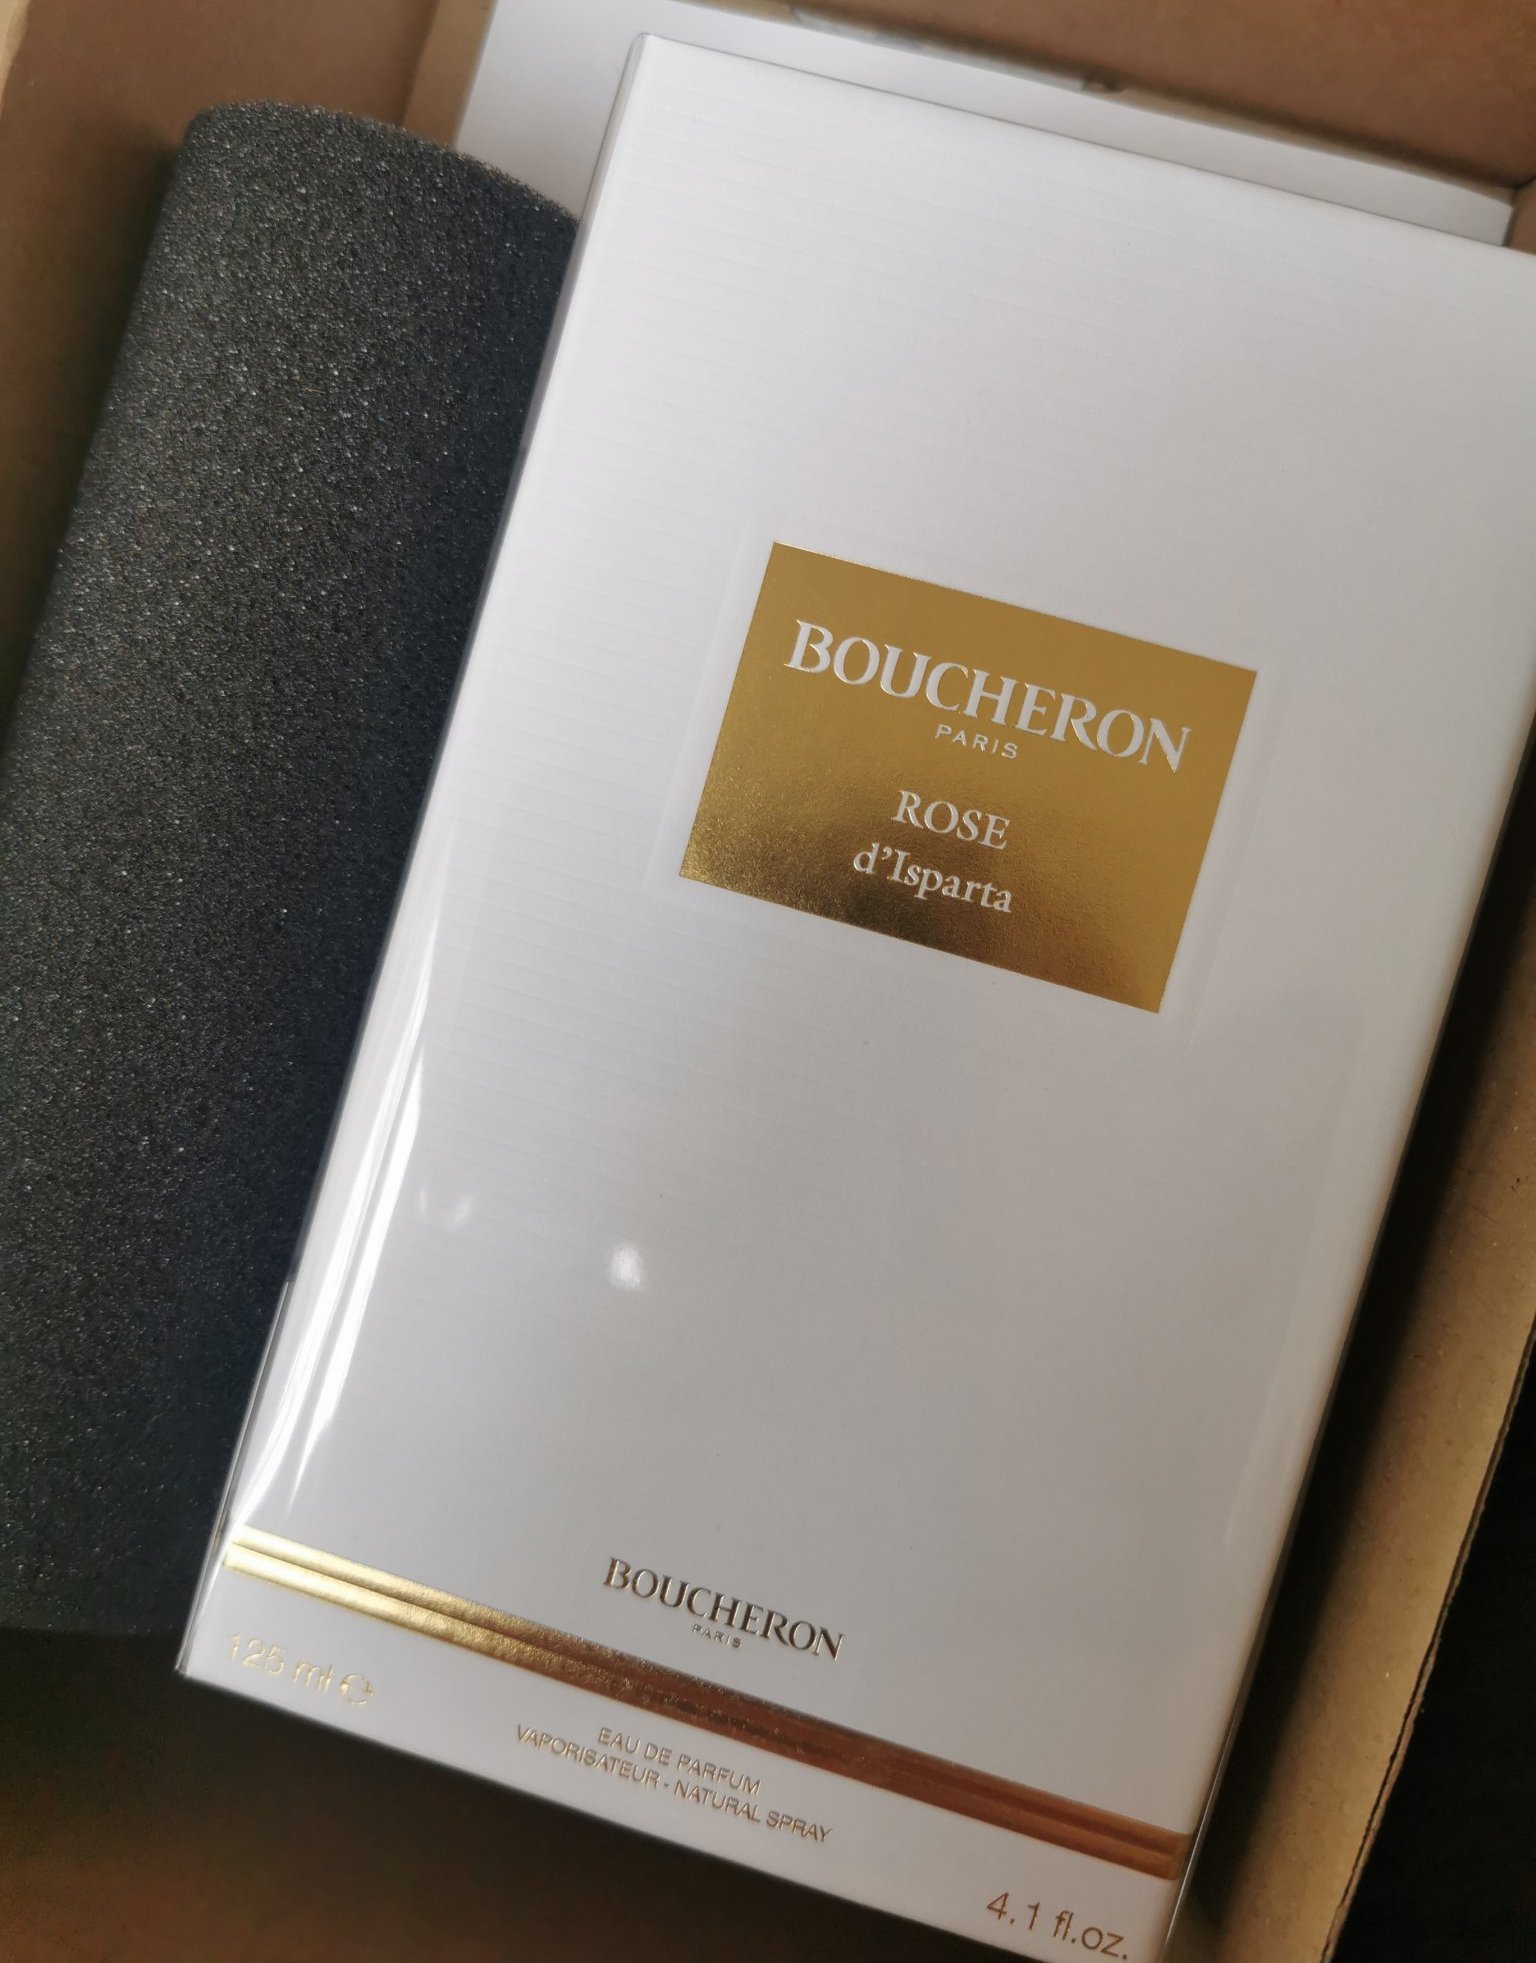 BOUCHERON
PARIS
ROSE
d'Isparta
BOUCHERON
PARIS
125 ml ℮
EAU DE PARFUM
VAPORISATEUR - NATURAL SPRAY
4.1 fl.oz.